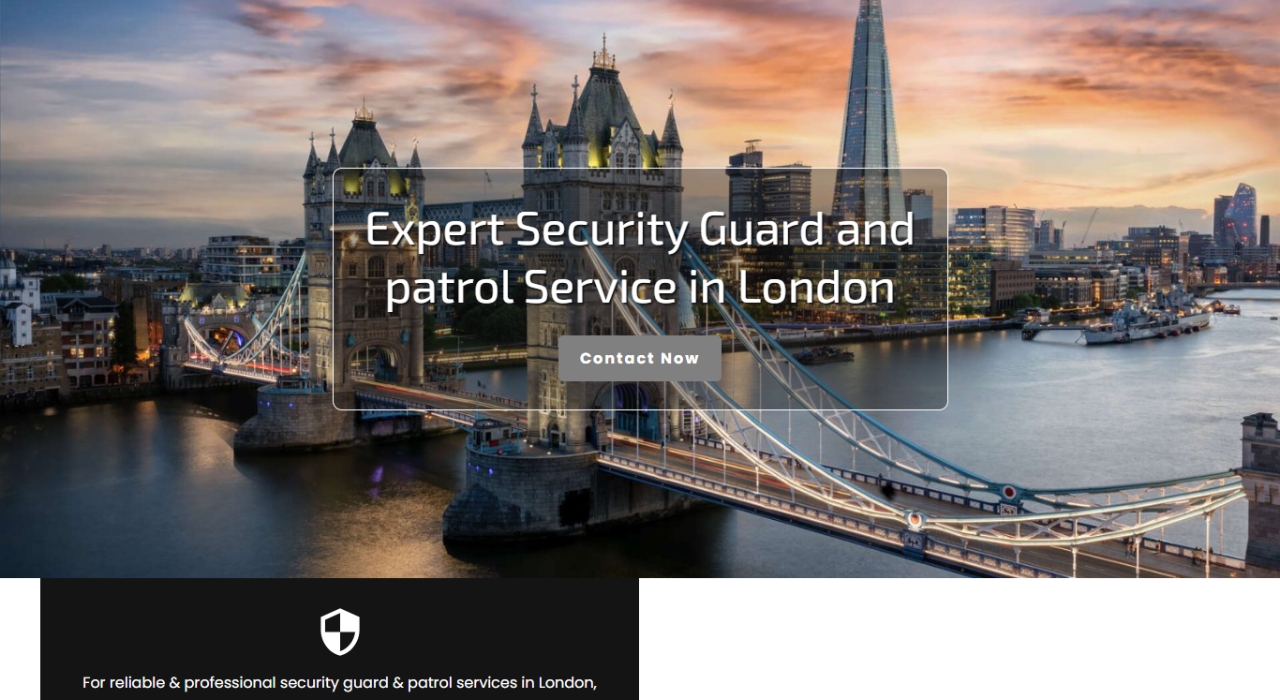 Expert Security Guard and
patrol Service in London
Contact Now
For reliable & professional security guard & patrol services in London,